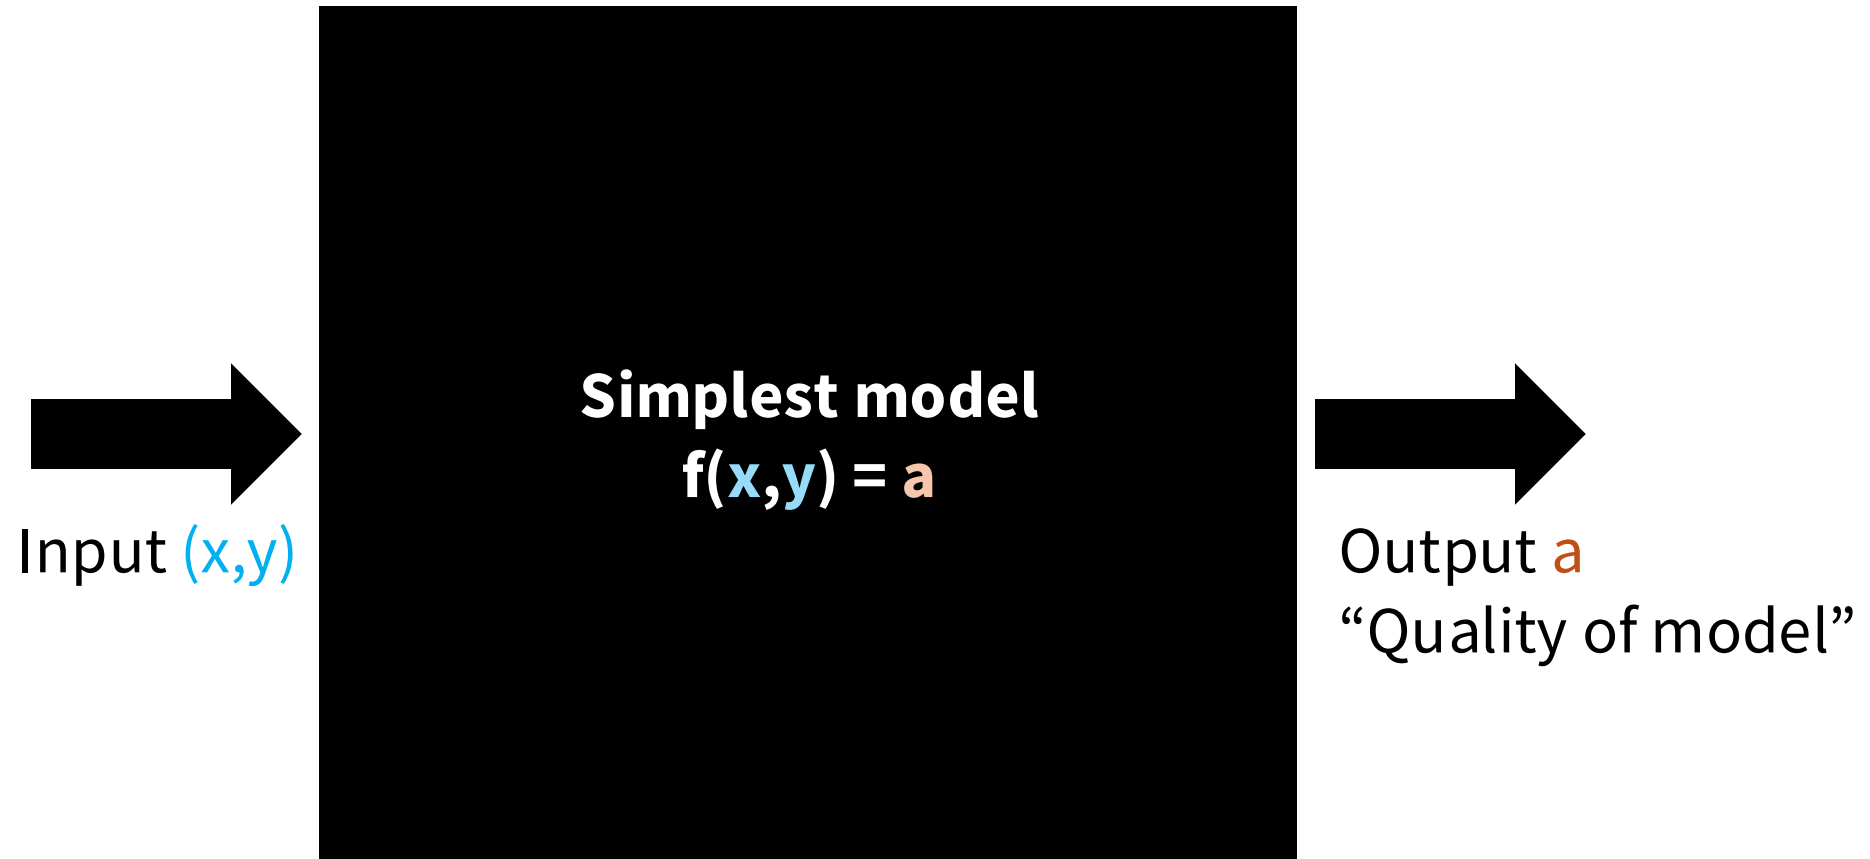 Simplest model
f(x,y) = a
Input (x,y)
Output a
“Quality of model”